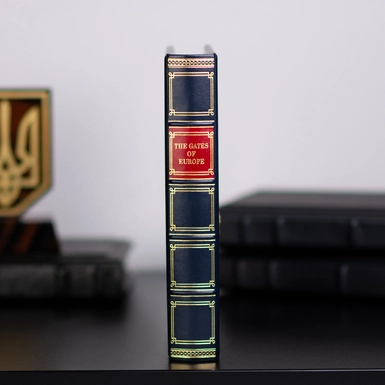 THE GATES
OF
EUROPE